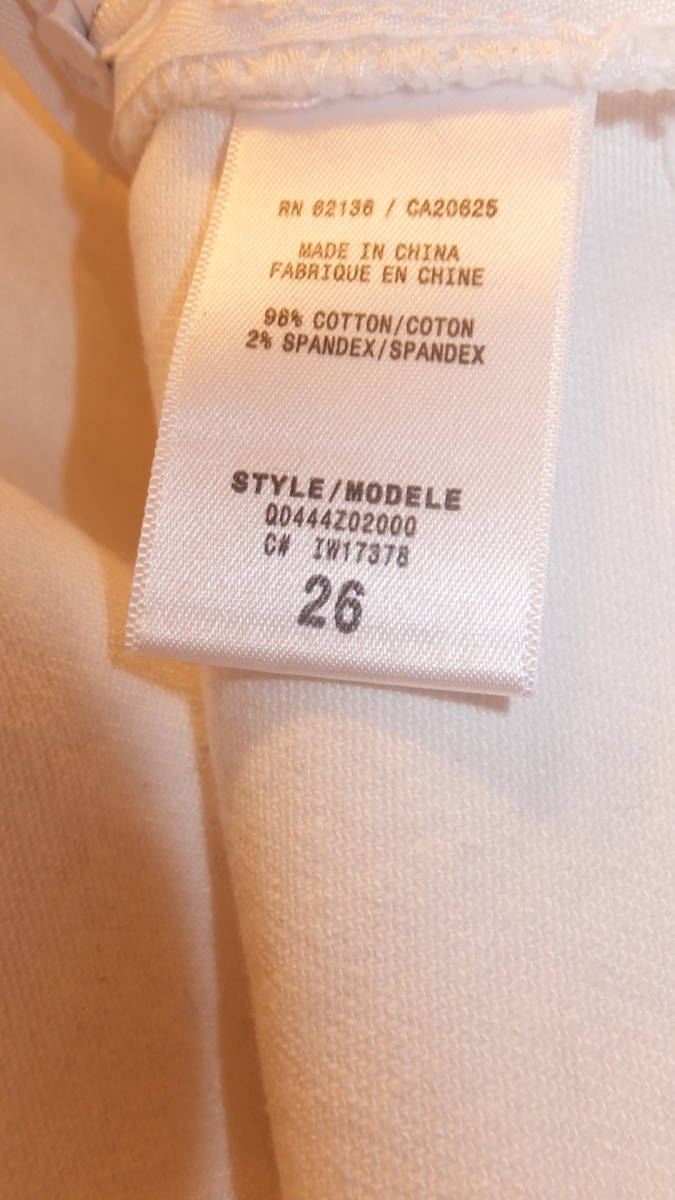 RN 62136 / CA20625
MADE IN CHINA
FABRIQUE EN CHINE
98% COTTON/COTON
2% SPANDEX/SPANDEX
STYLE/MODELE
QD444Z02000
C# IW17378
26